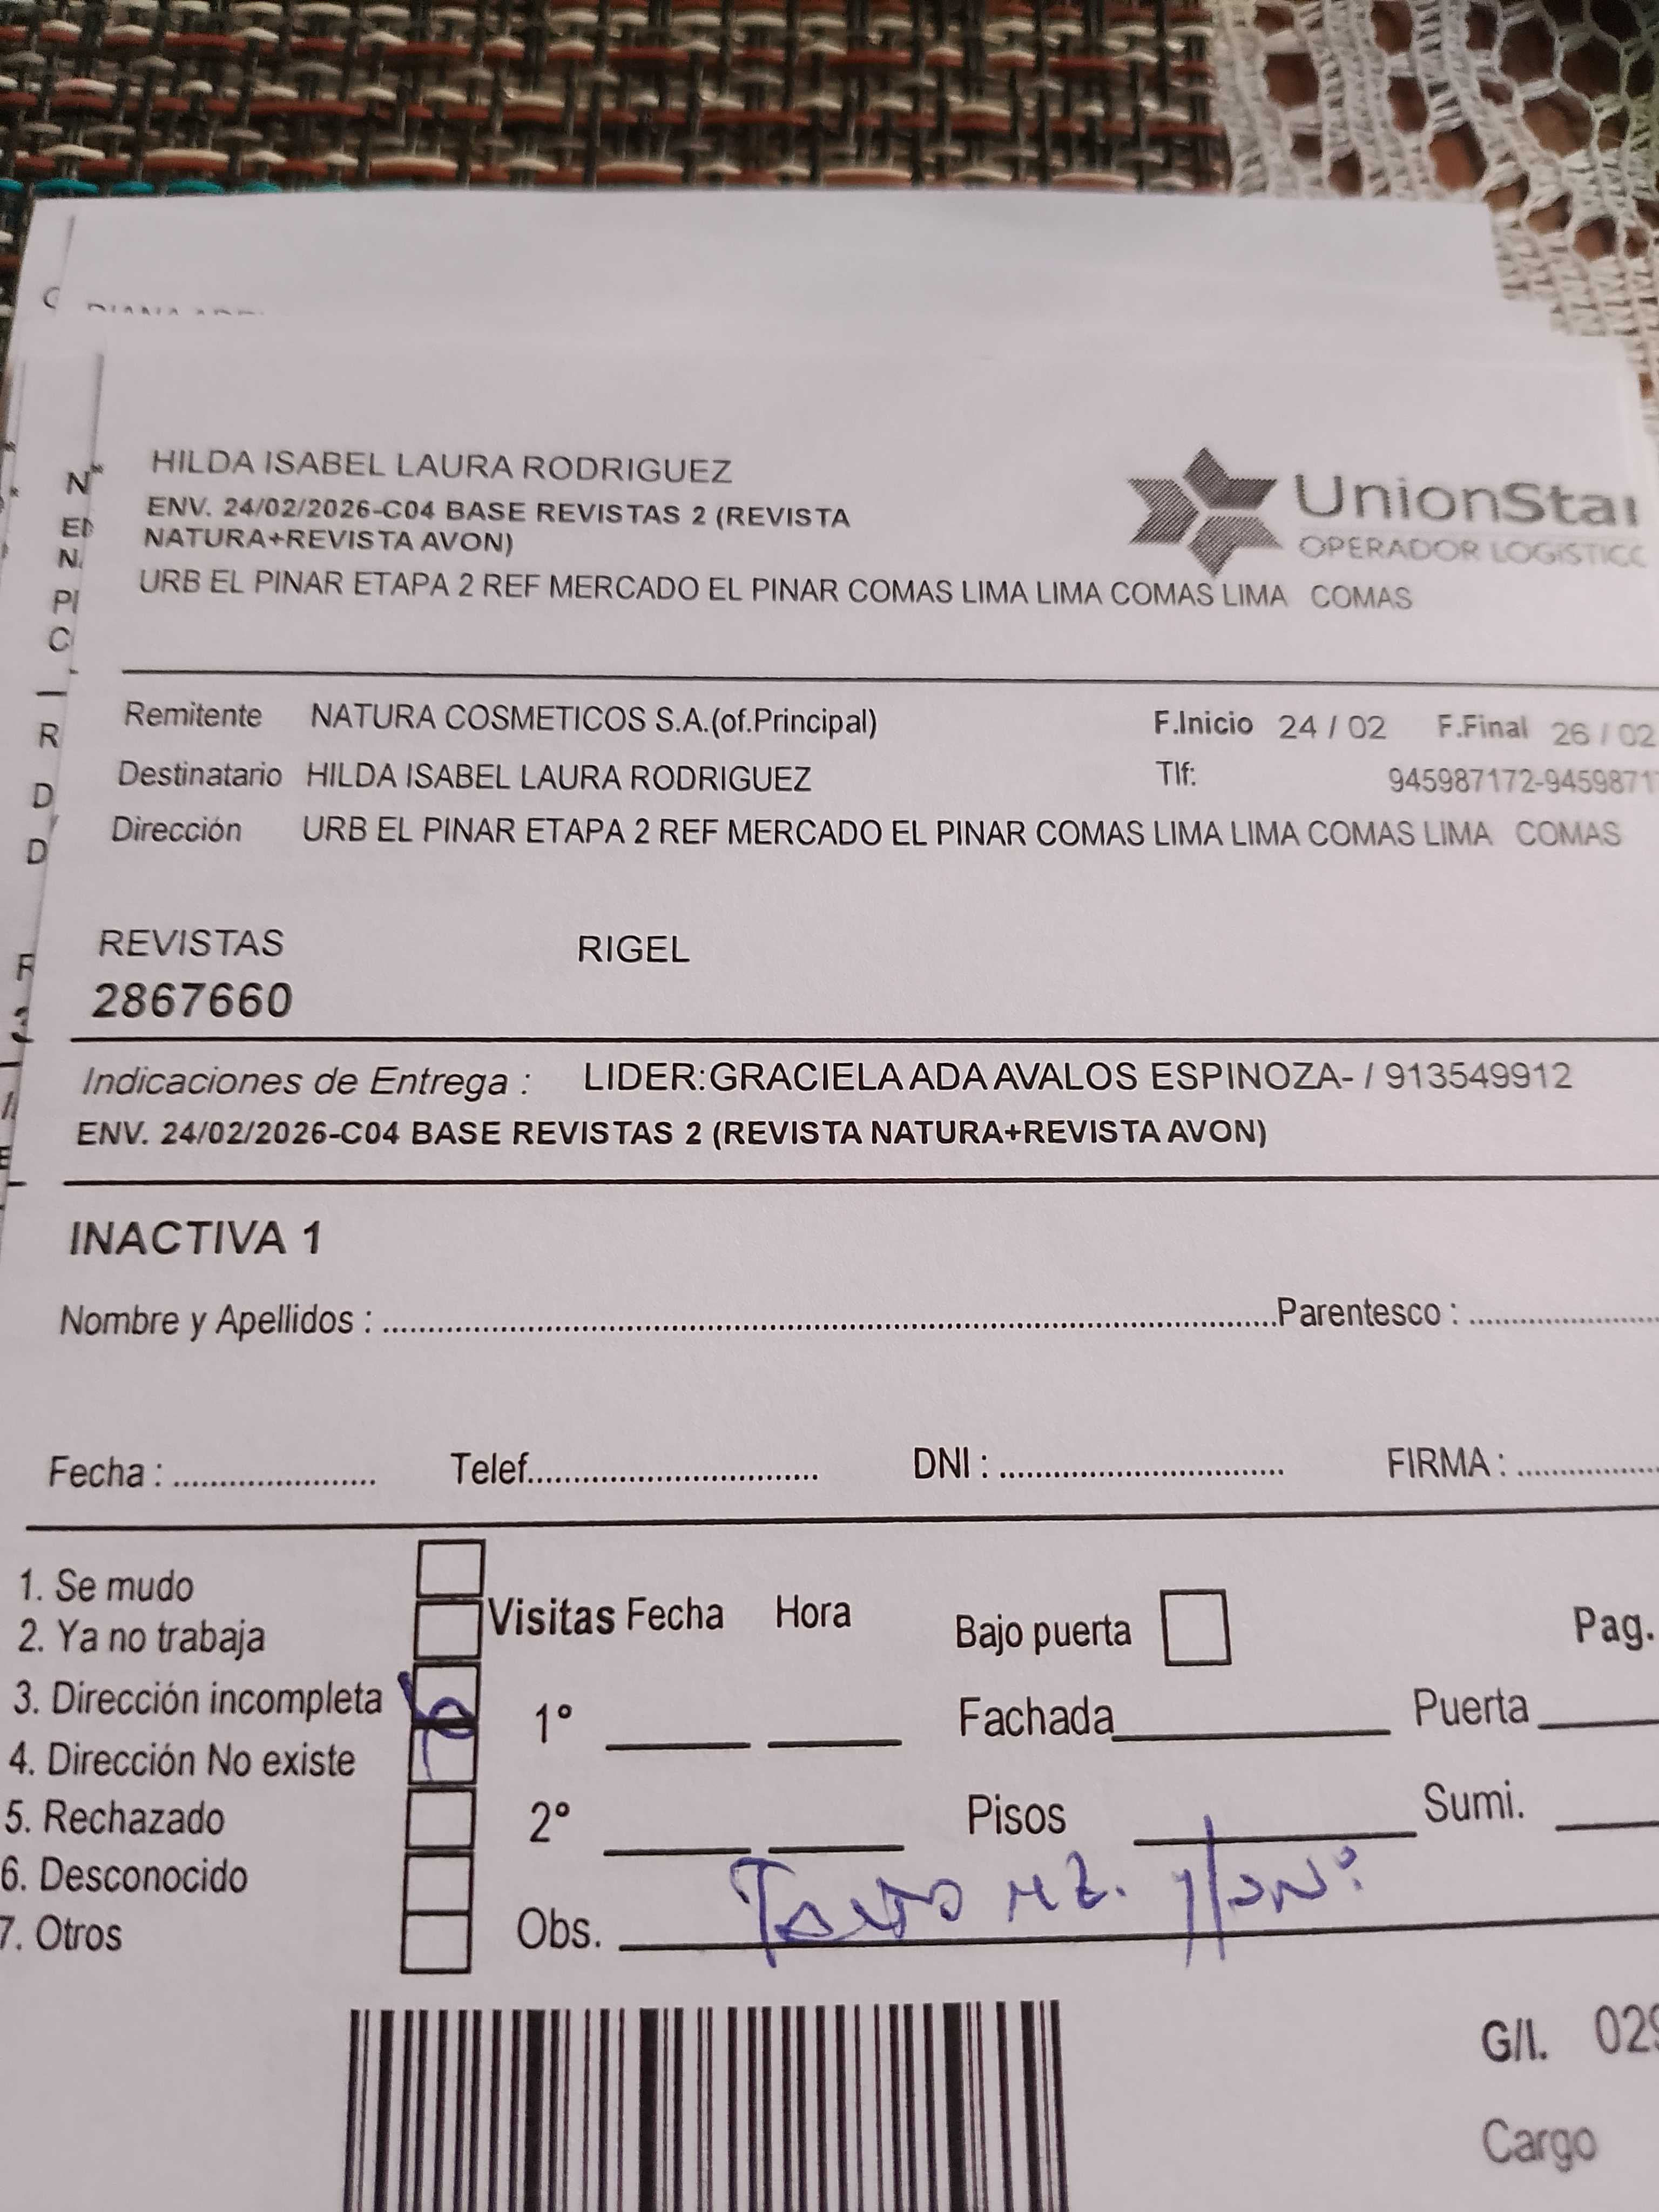 HILDA ISABEL LAURA RODRIGUEZ
ENV. 24/02/2026-C04 BASE REVISTAS 2 (REVISTA
NATURA+REVISTA AVON)
URB EL PINAR ETAPA 2 REF MERCADO EL PINAR COMAS LIMA LIMA COMAS LIMA COMAS
UnionStar
OPERADOR LOGISTICO
Remitente NATURA COSMETICOS S.A.(of.Principal) F.Inicio 24 / 02 F.Final 26 / 02
Destinatario HILDA ISABEL LAURA RODRIGUEZ Tlf: 945987172-9459871
Dirección URB EL PINAR ETAPA 2 REF MERCADO EL PINAR COMAS LIMA LIMA COMAS LIMA COMAS
REVISTAS RIGEL
2867660
Indicaciones de Entrega : LIDER:GRACIELA ADA AVALOS ESPINOZA- / 913549912
ENV. 24/02/2026-C04 BASE REVISTAS 2 (REVISTA NATURA+REVISTA AVON)
INACTIVA 1
Nombre y Apellidos : Parentesco :
Fecha : Telef. DNI : FIRMA :
1. Se mudo
2. Ya no trabaja
3. Dirección incompleta
4. Dirección No existe
5. Rechazado
6. Desconocido
7. Otros
Visitas Fecha Hora
1°
2°
Bajo puerta Pag.
Fachada Puerta
Pisos Sumi.
Obs. Mz.
G/I. 029
Cargo